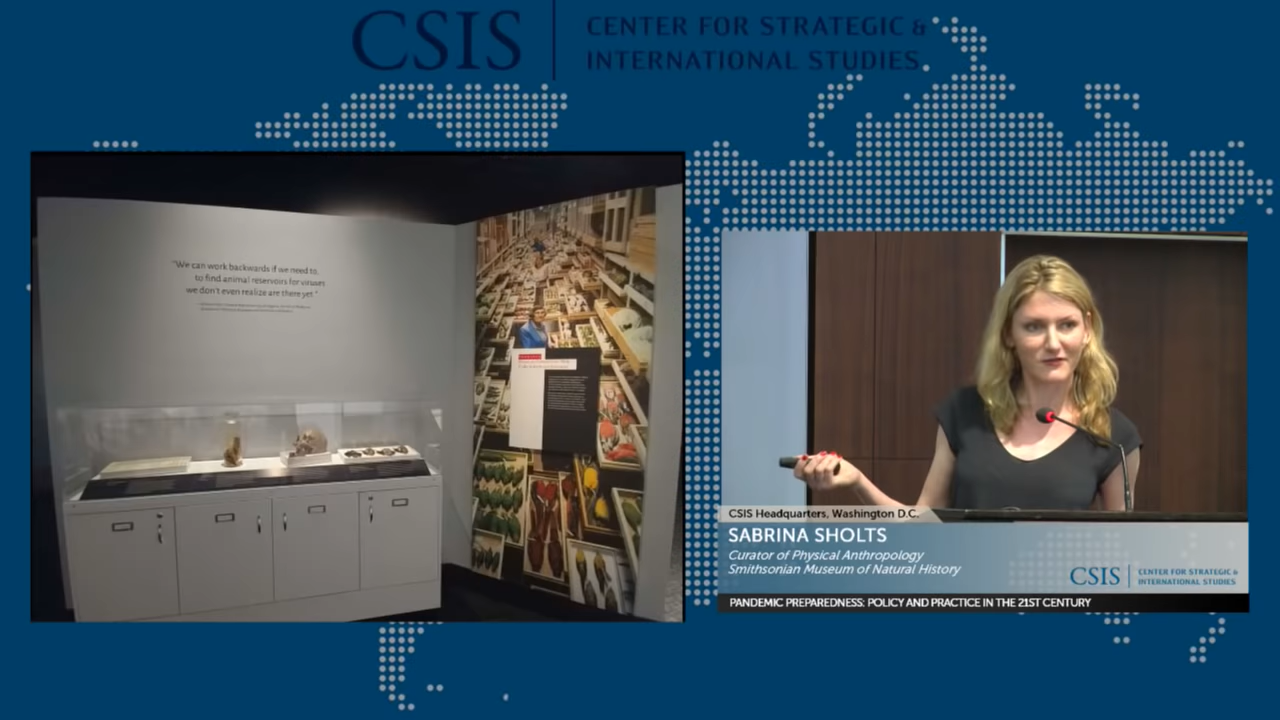 CSIS
CENTER FOR STRATEGIC &
INTERNATIONAL STUDIES
"We can work backwards if we need to,
to find animal reservoirs for viruses
we don't even realize are there yet."
CSIS Headquarters, Washington D.C.
SABRINA SHOLTS
Curator of Physical Anthropology
Smithsonian Museum of Natural History
CSIS
CENTER FOR STRATEGIC &
INTERNATIONAL STUDIES
PANDEMIC PREPAREDNESS: POLICY AND PRACTICE IN THE 21ST CENTURY